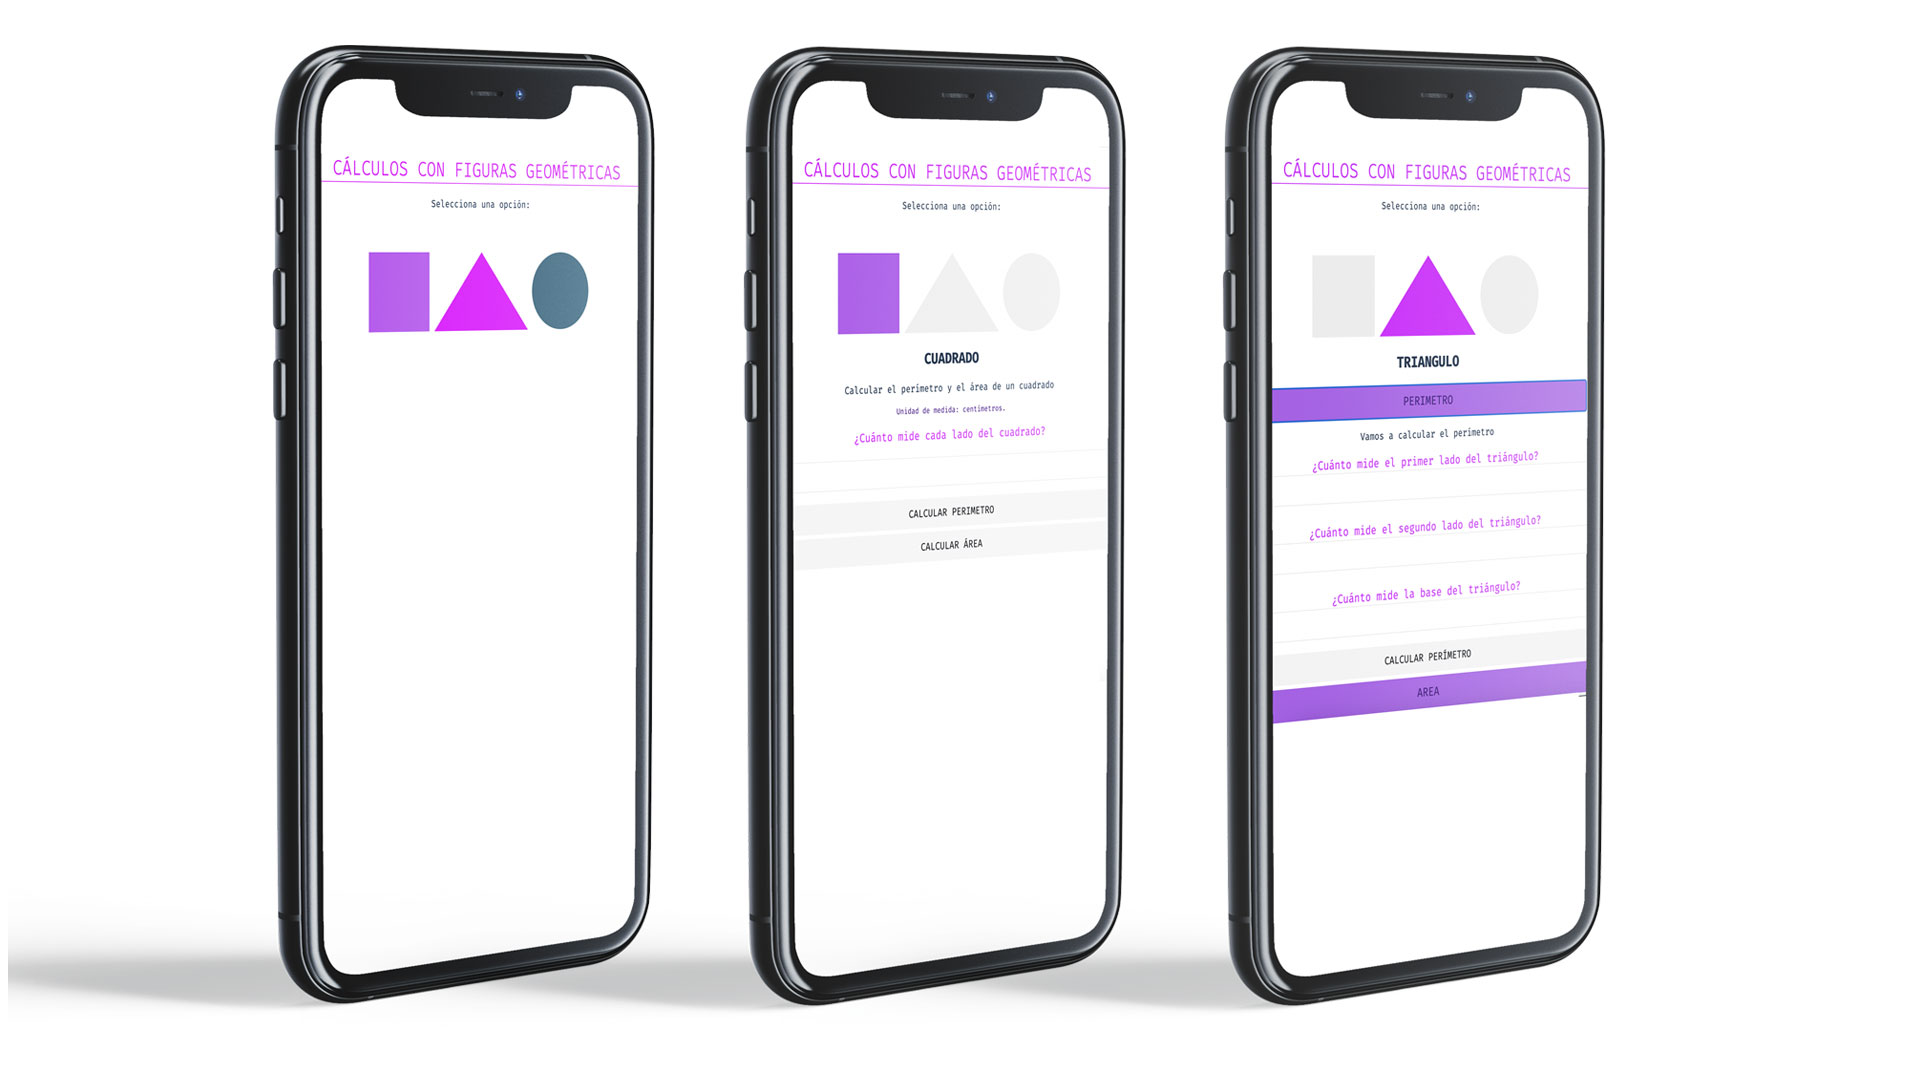 CÁLCULOS CON FIGURAS GEOMÉTRICAS
Selecciona una opción:
CÁLCULOS CON FIGURAS GEOMÉTRICAS
Selecciona una opción:
CUADRADO
Calcular el perímetro y el área de un cuadrado
Unidad de medida: centímetros.
¿Cuánto mide cada lado del cuadrado?
CALCULAR PERIMETRO
CALCULAR ÁREA
CÁLCULOS CON FIGURAS GEOMÉTRICAS
Selecciona una opción:
TRIANGULO
PERIMETRO
Vamos a calcular el perímetro
¿Cuánto mide el primer lado del triángulo?
¿Cuánto mide el segundo lado del triángulo?
¿Cuánto mide la base del triángulo?
CALCULAR PERÍMETRO
AREA